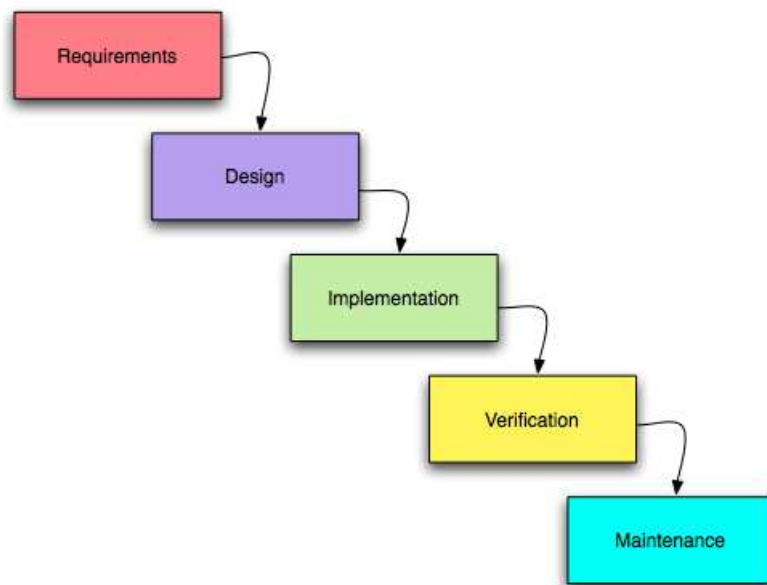 Requirements
Design
Implementation
Verification
Maintenance